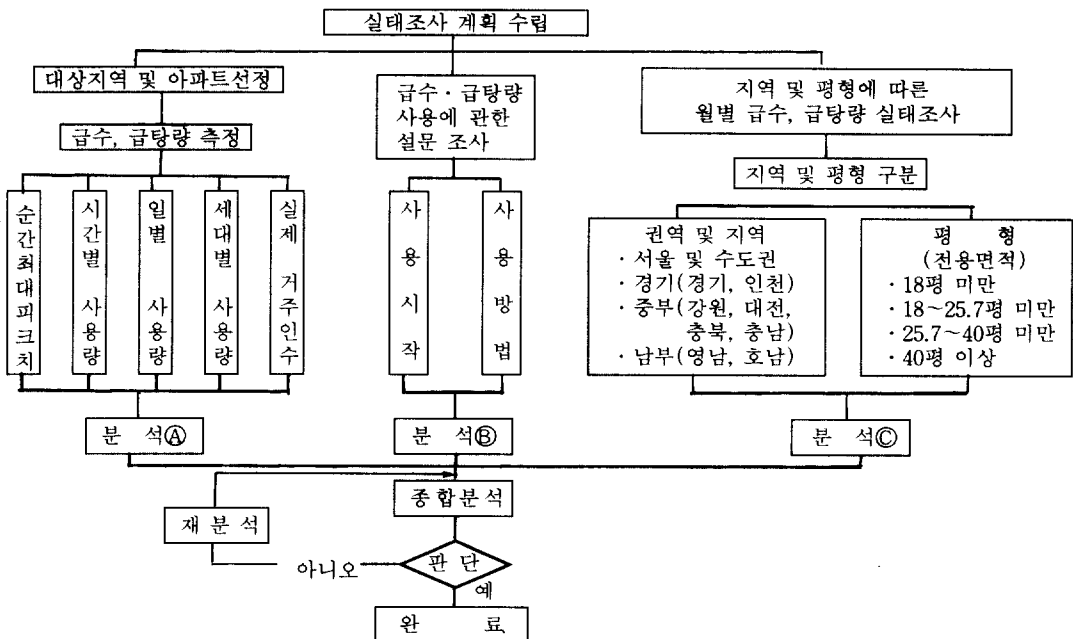 실태조사 계획 수립
대상지역 및 아파트선정
급수, 급탕량 측정
순간최대피크치
시간별 사용량
일별 사용량
세대별 사용량
실제 거주인수
분 석Ⓐ
급수·급탕량
사용에 관한
설문 조사
사용시작
사용방법
분 석Ⓑ
지역 및 평형에 따른
월별 급수, 급탕량 실태조사
지역 및 평형 구분
권역 및 지역
·서울 및 수도권
·경기(경기, 인천)
·중부(강원, 대전,
충북, 충남)
·남부(영남, 호남)
평 형
(전용면적)
·18평 미만
·18~25.7평 미만
·25.7~40평 미만
·40평 이상
분 석Ⓒ
종합분석
재 분 석
판 단
아니오
예
완 료